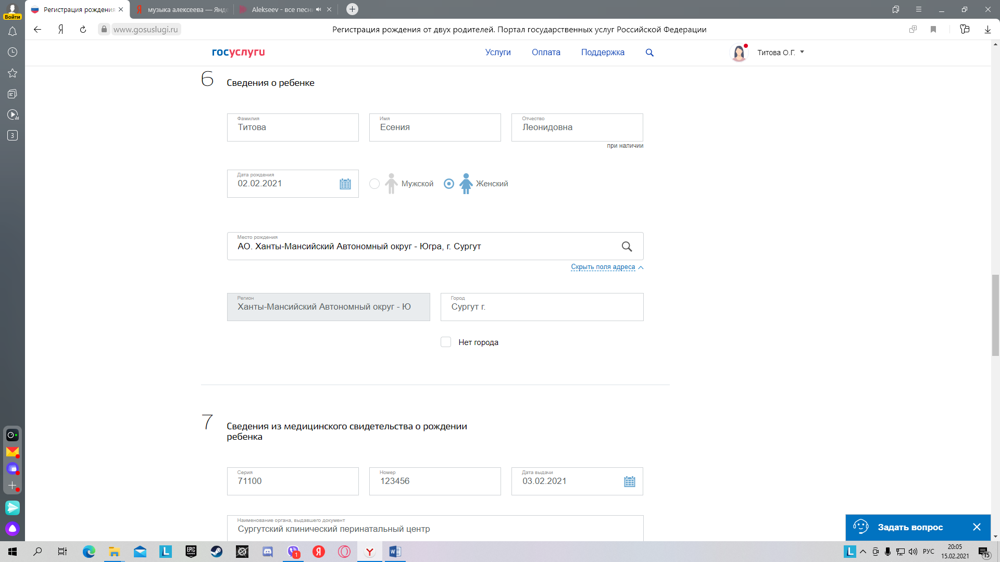 Войти
Регистрация рождения
музыка алексеева — Янде
Alekseev - все песн
www.gosuslugi.ru
Регистрация рождения от двух родителей. Портал государственных услуг Российской Федерации
3
госуслуги
Услуги
Оплата
Поддержка
Титова О.Г.
6
Сведения о ребенке
Фамилия
Титова
Имя
Есения
Отчество
Леонидовна
при наличии
Дата рождения
02.02.2021
Мужской
Женский
Место рождения
АО. Ханты-Мансийский Автономный округ - Югра, г. Сургут
Скрыть поля адреса
Регион
Ханты-Мансийский Автономный округ - Ю
Город
Сургут г.
Нет города
7
Сведения из медицинского свидетельства о рождении
ребенка
Серия
71100
Номер
123456
Дата выдачи
03.02.2021
Наименование органа, выдавшего документ
Сургутский клинический перинатальный центр
Задать вопрос
L
EPIC
GAMES
1
Я
Y
W
L
РУС
20:05
15.02.2021
15